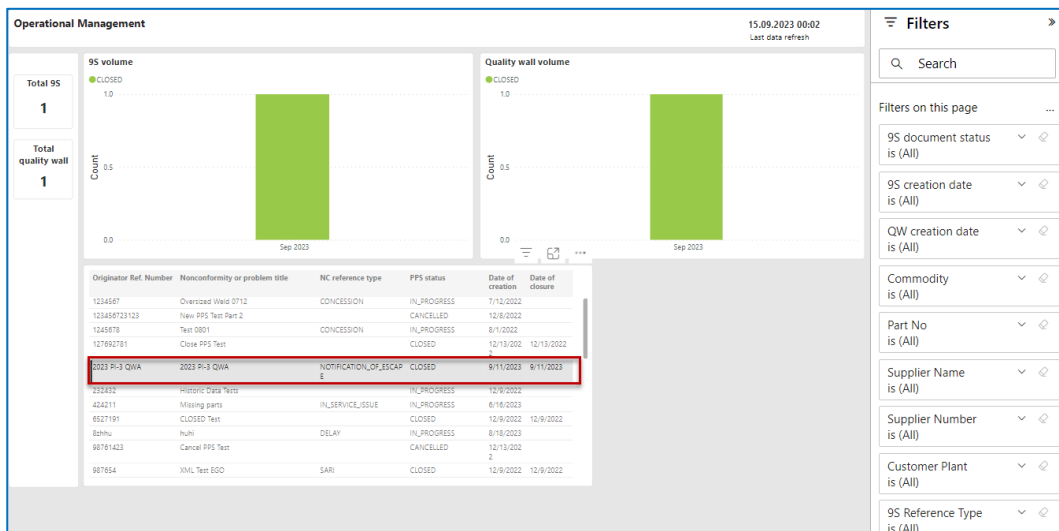 Operational Management
15.09.2023 00:02
Last data refresh
Total 9S
1
Total
quality wall
1
9S volume
CLOSED
1.0
0.5
0.0
Count
Sep 2023
Quality wall volume
CLOSED
1.0
0.5
0.0
Count
Sep 2023
Originator Ref. Number Nonconformity or problem title NC reference type PPS status Date of creation Date of closure
1234567 Oversized Weld 0712 CONCESSION IN_PROGRESS 7/12/2022
123456723123 New PPS Test Part 2 CANCELLED 12/8/2022
1245678 Test 0801 CONCESSION IN_PROGRESS 8/1/2022
127692781 Close PPS Test CLOSED 12/13/2022 12/13/2022
2023 PI-3 QWA 2023 PI-3 QWA NOTIFICATION_OF_ESCAPE CLOSED 9/11/2023 9/11/2023
232432 Historic Data Tests IN_PROGRESS 12/9/2022
424211 Missing parts IN_SERVICE_ISSUE IN_PROGRESS 6/16/2023
6527191 CLOSED Test CLOSED 12/9/2022 12/9/2022
8zhhu huhi DELAY IN_PROGRESS 8/18/2023
98761423 Cancel PPS Test CANCELLED 12/13/2022
987654 XML Test EGO SARI CLOSED 12/9/2022 12/9/2022
Filters
Search
Filters on this page
...
9S document status
is (All)
9S creation date
is (All)
QW creation date
is (All)
Commodity
is (All)
Part No
is (All)
Supplier Name
is (All)
Supplier Number
is (All)
Customer Plant
is (All)
9S Reference Type
is (All)